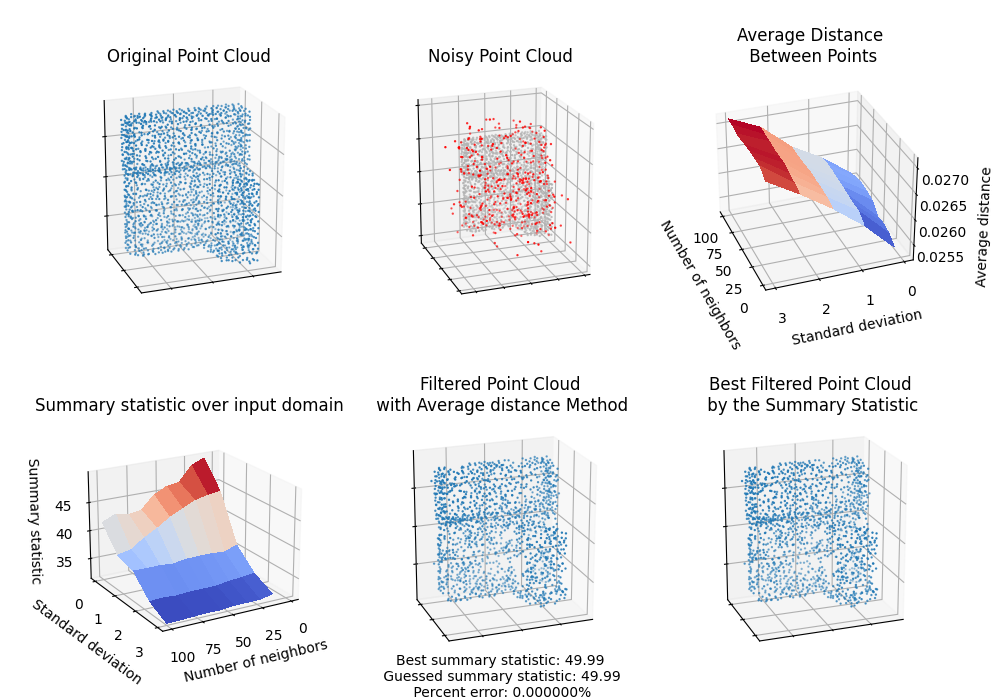 Original Point Cloud
Noisy Point Cloud
Average Distance
Between Points
0.0270
0.0265
0.0260
0.0255
Average distance
100
75
50
25
0
Number of neighbors
3
2
1
0
Standard deviation
Summary statistic over input domain
45
40
35
Summary statistic
0
1
2
3
Standard deviation
100
75
50
25
0
Number of neighbors
Filtered Point Cloud
with Average distance Method
Best summary statistic: 49.99
Guessed summary statistic: 49.99
Percent error: 0.000000%
Best Filtered Point Cloud
by the Summary Statistic